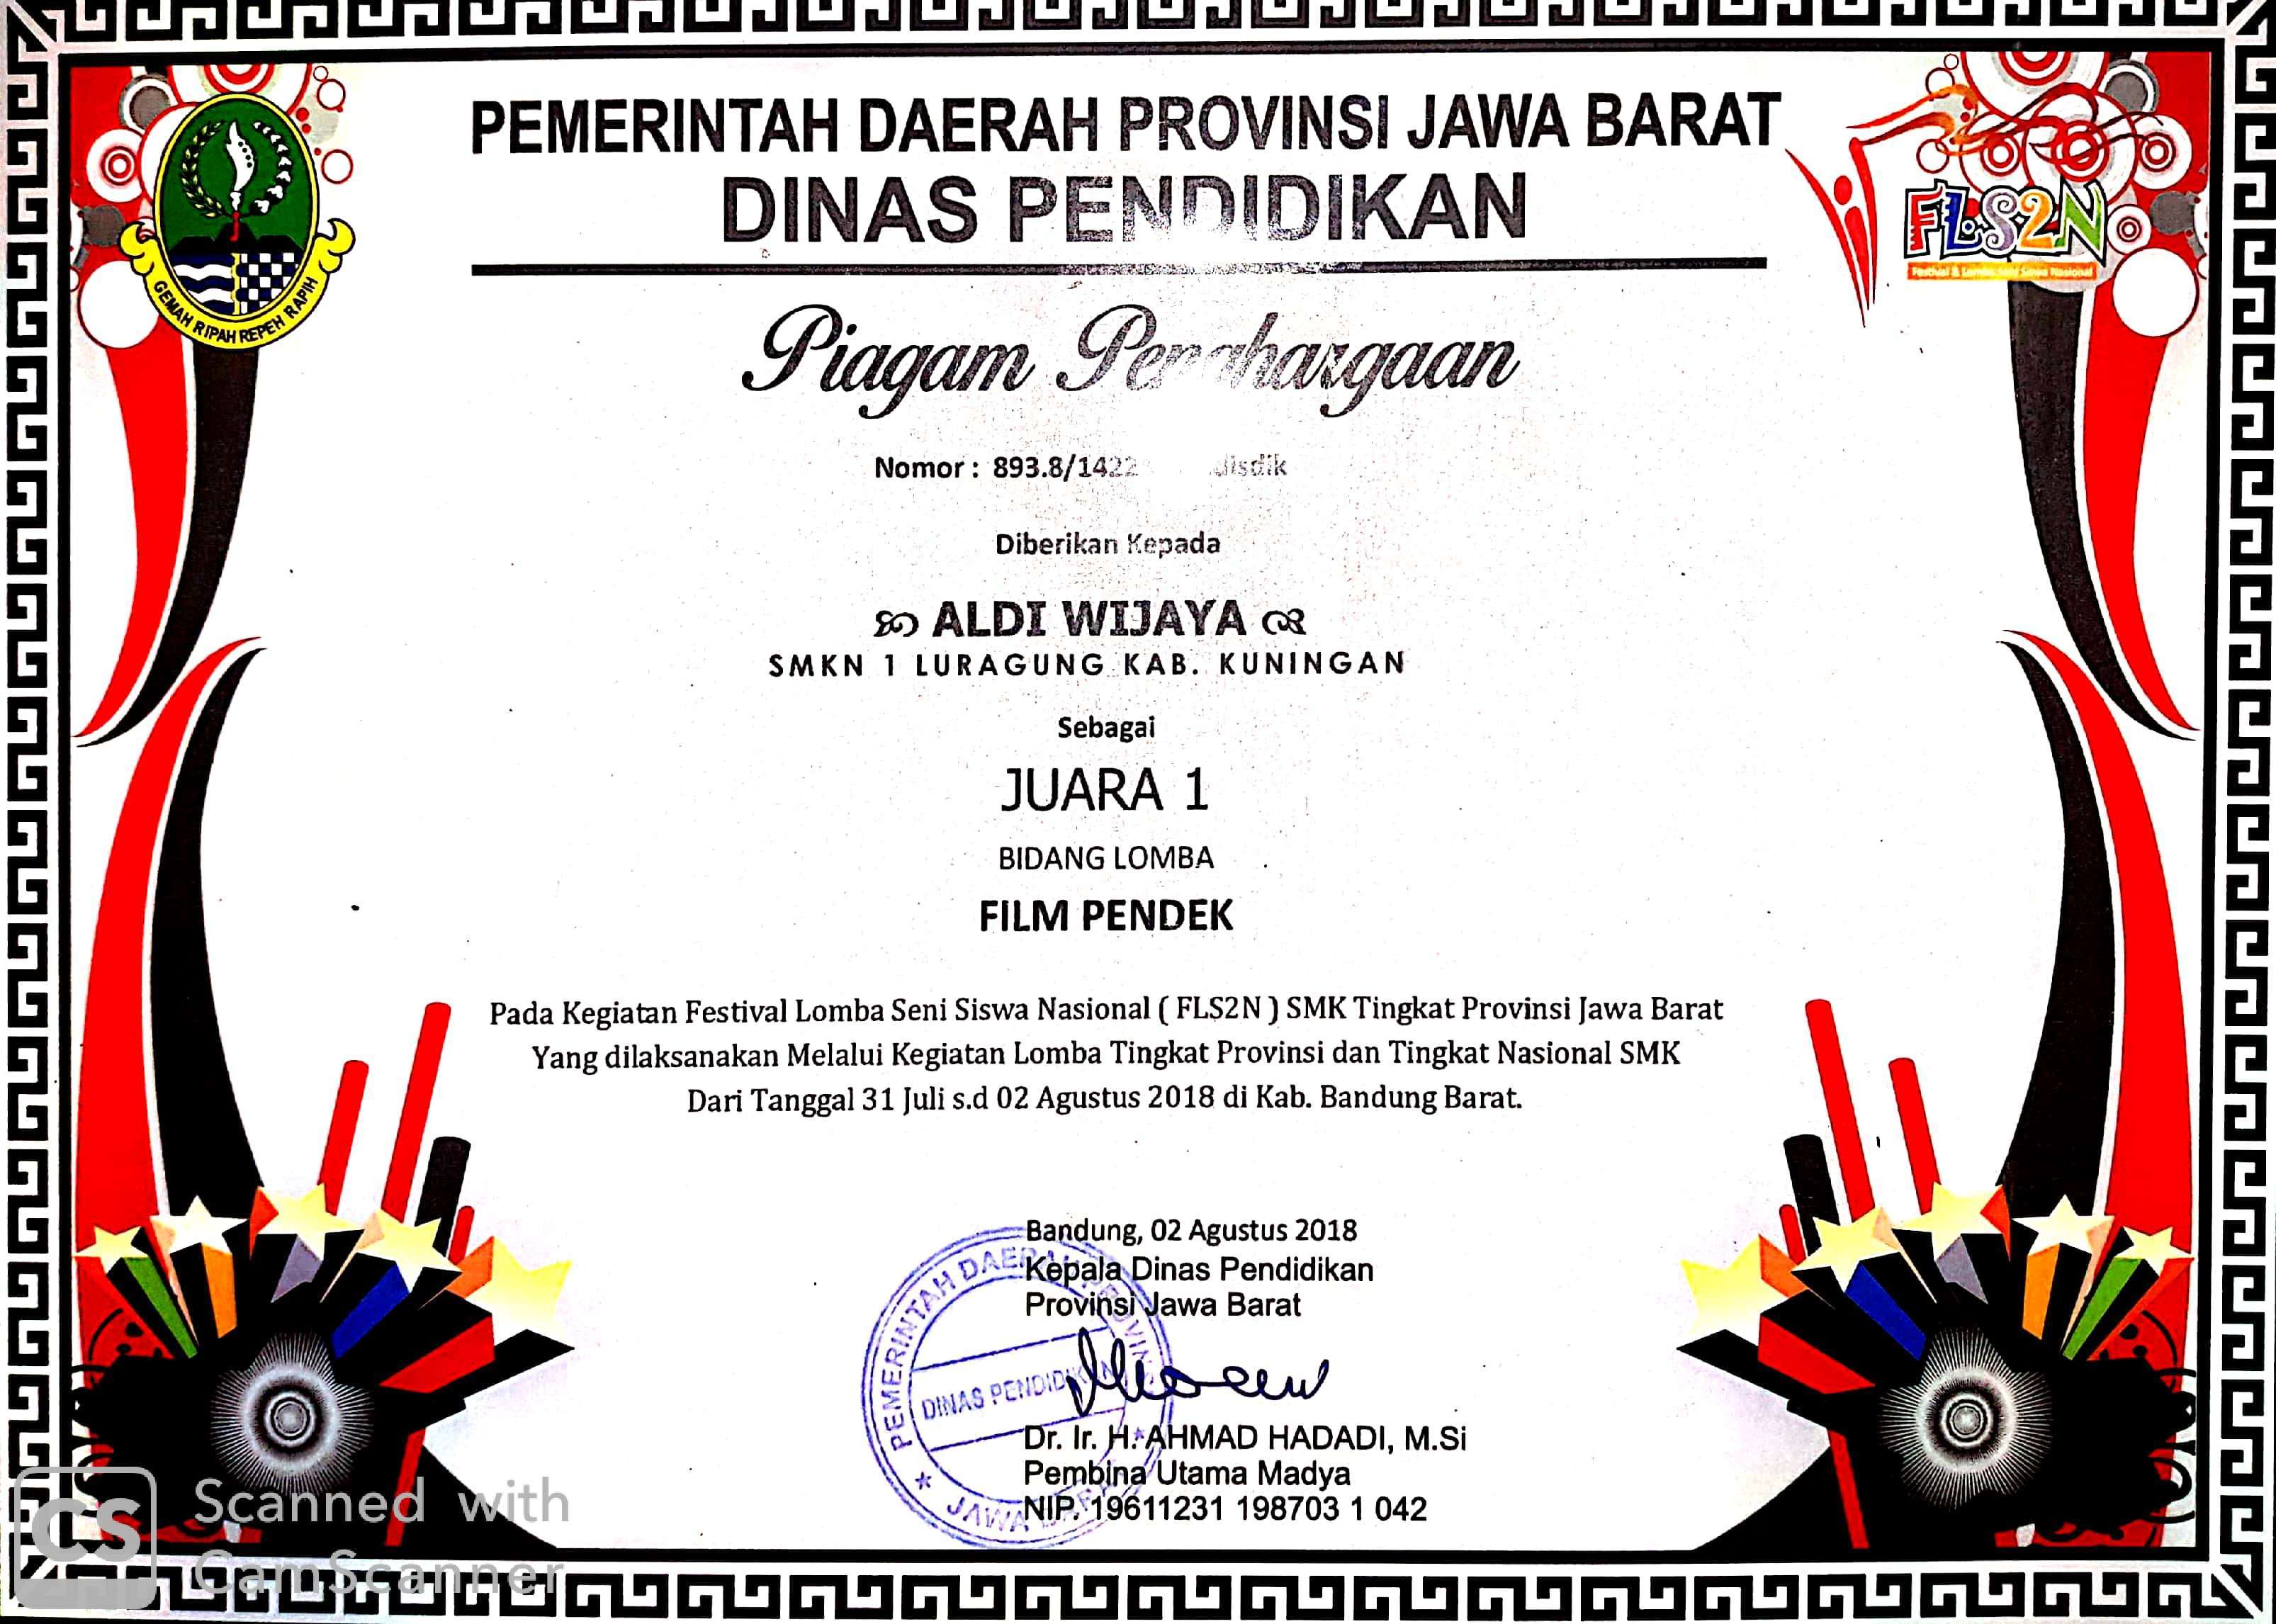 PEMERINTAH DAERAH PROVINSI JAWA BARAT
DINAS PENDIDIKAN
GEMAH RIPAH REPEH RAPIH
FLS2N
Festival & Lomba Seni Siswa Nasional
Piagam Penghargaan
Nomor : 893.8/1422 disdik
Diberikan Kepada
ALDI WIJAYA
SMKN 1 LURAGUNG KAB. KUNINGAN
Sebagai
JUARA 1
BIDANG LOMBA
FILM PENDEK
Pada Kegiatan Festival Lomba Seni Siswa Nasional ( FLS2N ) SMK Tingkat Provinsi Jawa Barat
Yang dilaksanakan Melalui Kegiatan Lomba Tingkat Provinsi dan Tingkat Nasional SMK
Dari Tanggal 31 Juli s.d 02 Agustus 2018 di Kab. Bandung Barat.
Bandung, 02 Agustus 2018
Kepala Dinas Pendidikan
Provinsi Jawa Barat
PEMERINTAH DAERAH PROVINSI
DINAS PENDIDIKAN
JAWA BARAT
Dr. Ir. H. AHMAD HADADI, M.Si
Pembina Utama Madya
NIP. 19611231 198703 1 042
CS
Scanned with
CamScanner